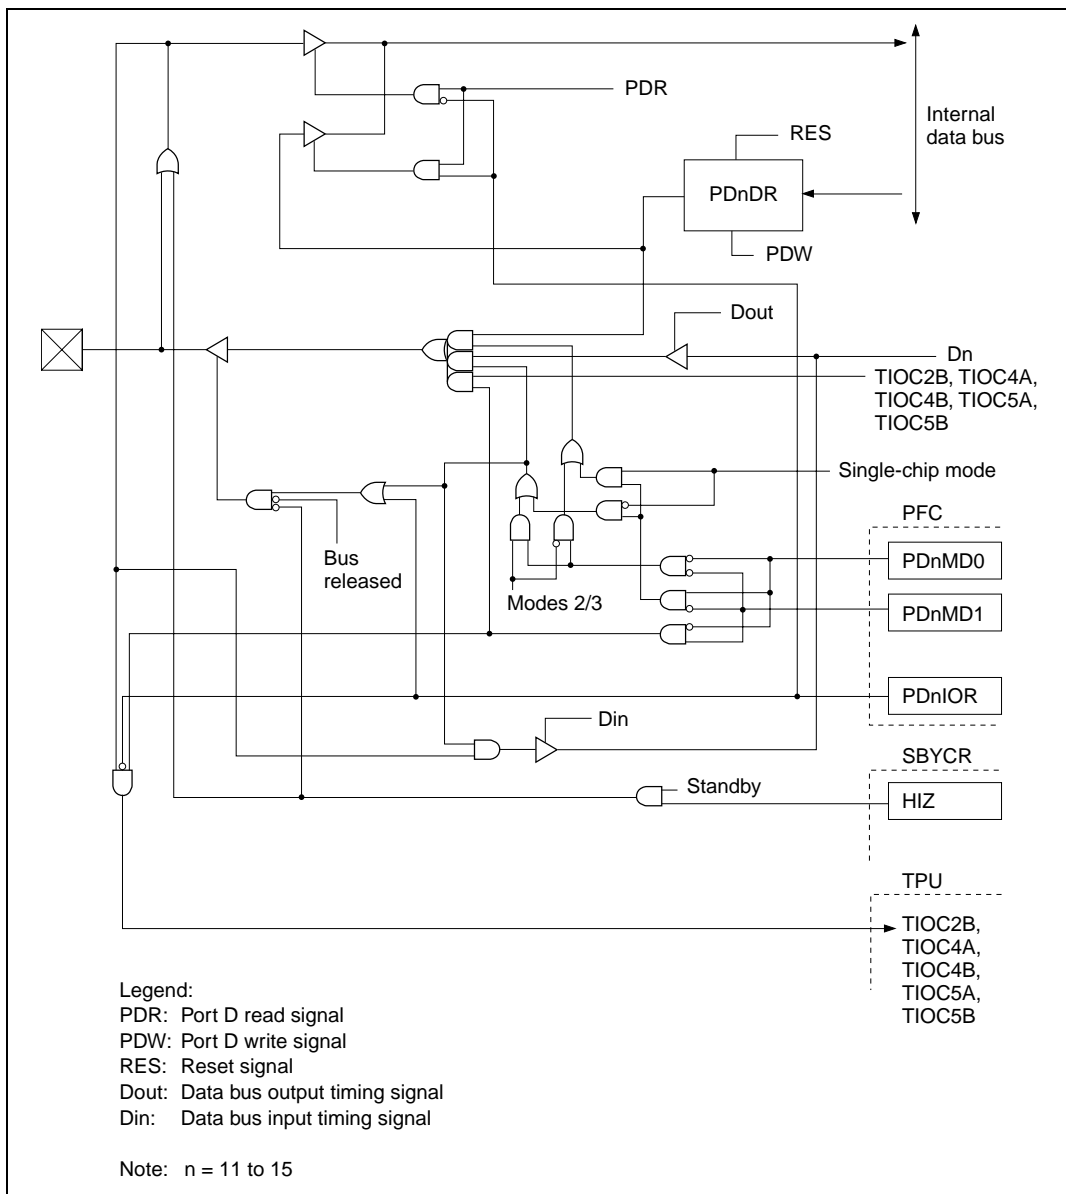 PDR
Internal
data bus
RES
PDnDR
PDW
Dout
Dn
TIOC2B, TIOC4A,
TIOC4B, TIOC5A,
TIOC5B
Single-chip mode
PFC
Bus
released
PDnMD0
Modes 2/3
PDnMD1
PDnIOR
Din
SBYCR
Standby
HIZ
TPU
TIOC2B,
TIOC4A,
TIOC4B,
TIOC5A,
TIOC5B
Legend:
PDR: Port D read signal
PDW: Port D write signal
RES: Reset signal
Dout: Data bus output timing signal
Din: Data bus input timing signal
Note: n = 11 to 15